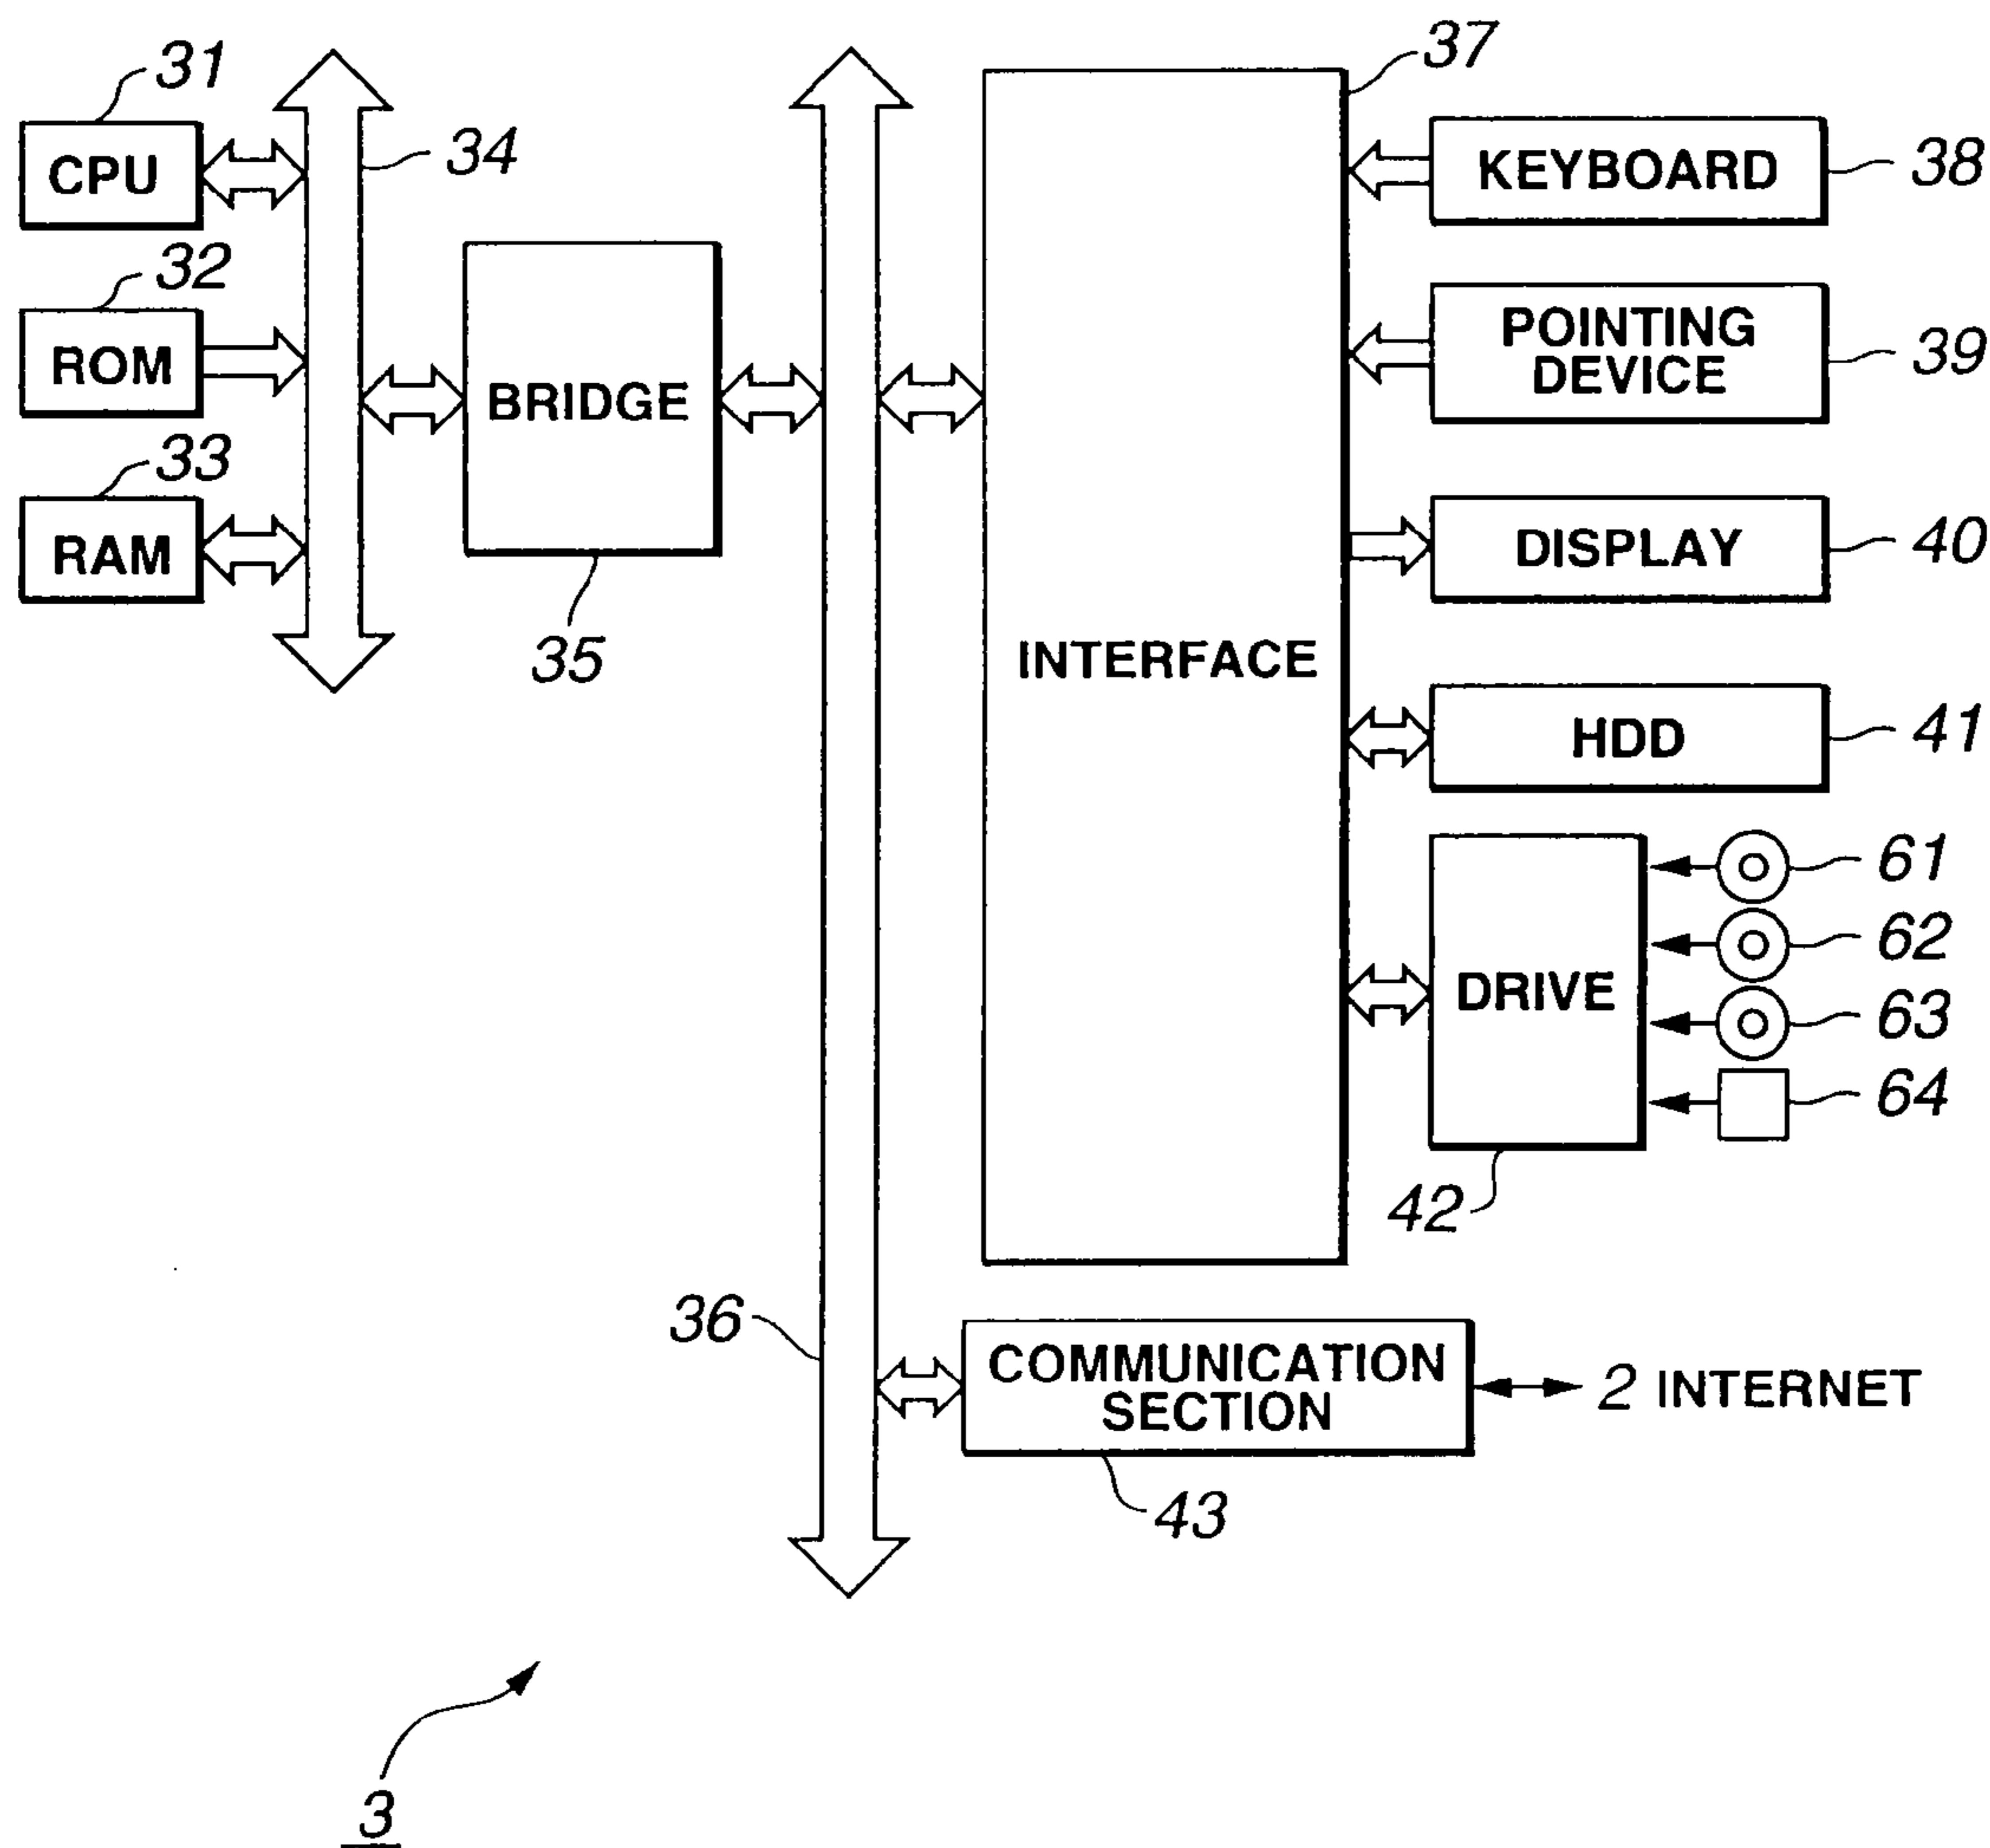 31
CPU
32
ROM
33
RAM
34
BRIDGE
35
36
37
INTERFACE
KEYBOARD
38
POINTING
DEVICE
39
DISPLAY
40
HDD
41
DRIVE
42
61
62
63
64
COMMUNICATION
SECTION
43
2 INTERNET
3